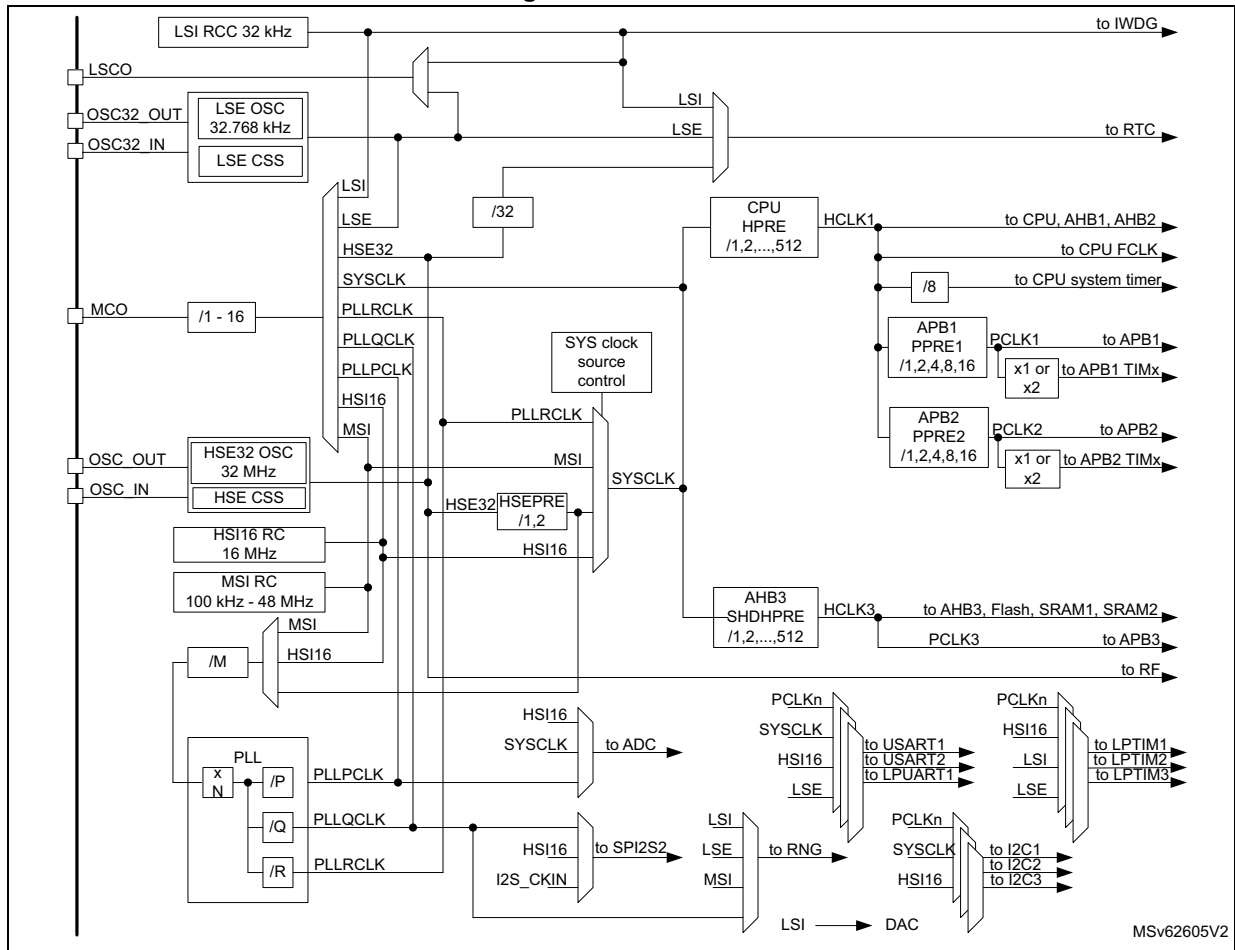 LSI RCC 32 kHz
to IWDG
LSCO
OSC32_OUT
LSE OSC
32.768 kHz
LSI
OSC32_IN
LSE
to RTC
LSE CSS
LSI
LSE
/32
CPU
HPRE
/1,2,...,512
HCLK1
to CPU, AHB1, AHB2
HSE32
to CPU FCLK
SYSCLK
/8
to CPU system timer
MCO
/1 - 16
PLLRCLK
PLLQCLK
PLLPCLK
HSI16
MSI
SYS clock
source
control
APB1
PPRE1
/1,2,4,8,16
PCLK1
to APB1
x1 or
x2
to APB1 TIMx
PLLRCLK
MSI
HSE32
HSEPRE
/1,2
HSI16
SYSCLK
APB2
PPRE2
/1,2,4,8,16
PCLK2
to APB2
x1 or
x2
to APB2 TIMx
OSC_OUT
HSE32 OSC
32 MHz
OSC_IN
HSE CSS
HSI16 RC
16 MHz
MSI RC
100 kHz - 48 MHz
AHB3
SHDHPRE
/1,2,...,512
HCLK3
to AHB3, Flash, SRAM1, SRAM2
PCLK3
to APB3
to RF
MSI
HSI16
/M
PLL
x
N
/P
PLLPCLK
/Q
PLLQCLK
/R
PLLRCLK
HSI16
SYSCLK
to ADC
HSI16
I2S_CKIN
to SPI2S2
LSI
LSE
MSI
to RNG
PCLKn
SYSCLK
HSI16
LSE
to USART1
to USART2
to LPUART1
PCLKn
HSI16
LSI
LSE
to LPTIM1
to LPTIM2
to LPTIM3
PCLKn
SYSCLK
HSI16
to I2C1
to I2C2
to I2C3
LSI
DAC
MSv62605V2